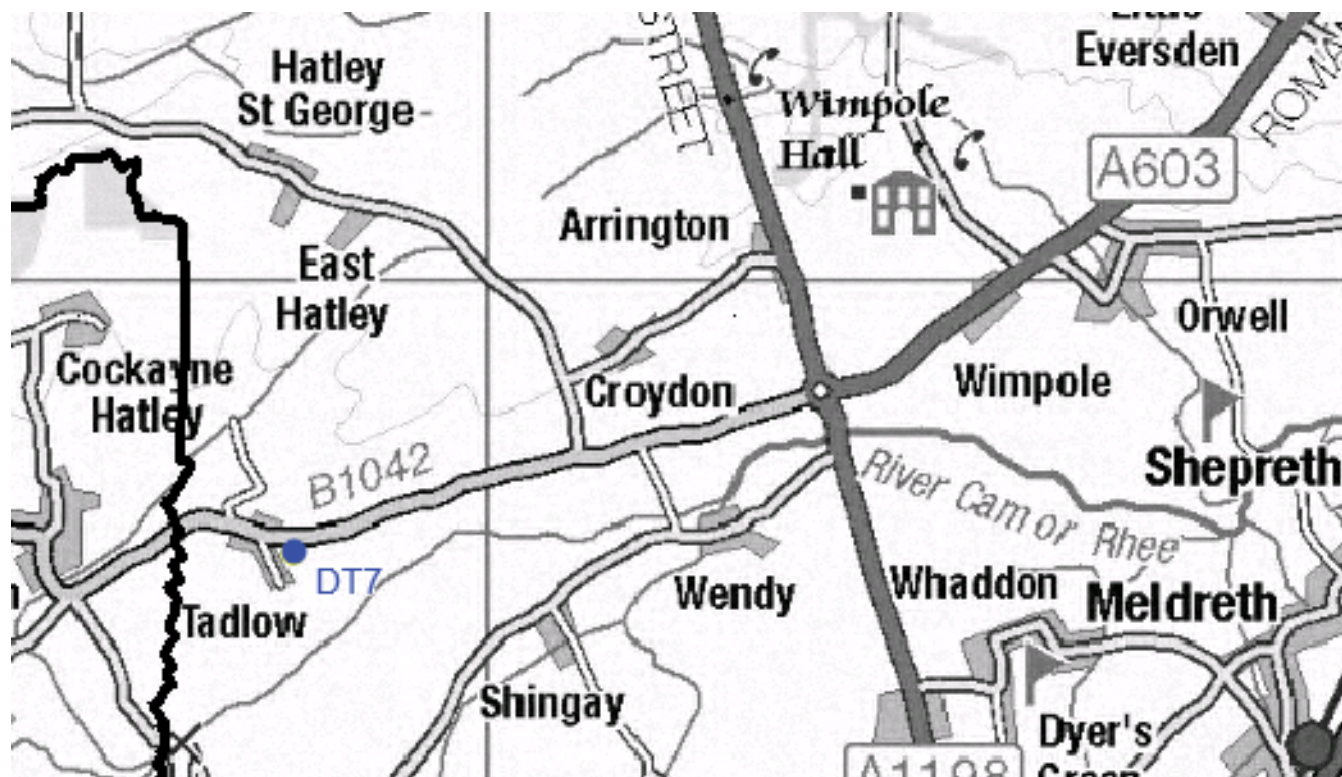 Eversden
Hatley
St George
STREET
Wimpole
Hall
ROMA
A603
Arrington
East
Hatley
Orwell
Cockayne
Hatley
Croydon
Wimpole
B1042
Shepreth
River Cam or Rhee
DT7
Tadlow
Wendy
Whaddon
Meldreth
Shingay
Dyer's
A1198